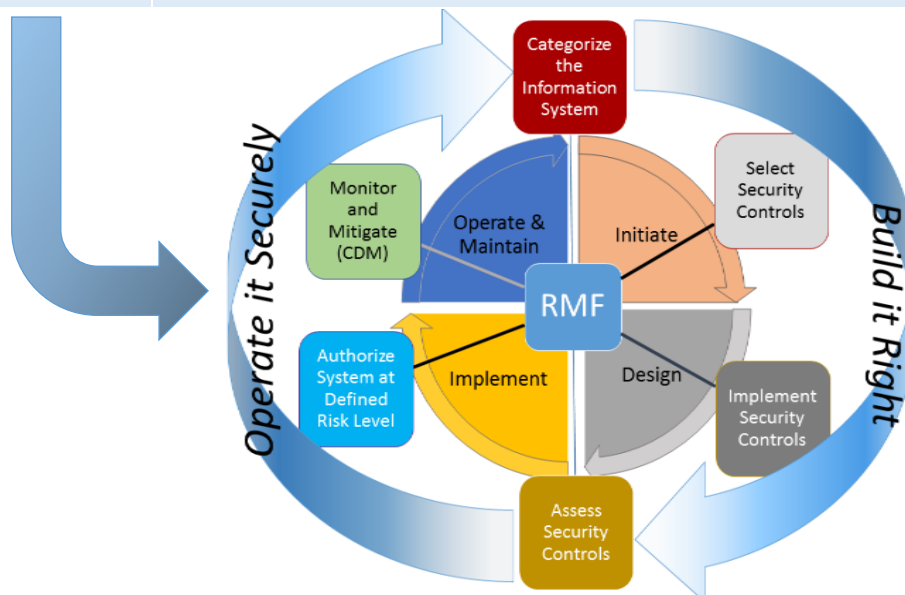 Categorize
the
Information
System
Select
Security
Controls
Monitor
and
Mitigate
(CDM)
Operate &
Maintain
Initiate
Operate it Securely
Build it Right
RMF
Authorize
System at
Defined
Risk Level
Implement
Design
Implement
Security
Controls
Assess
Security
Controls